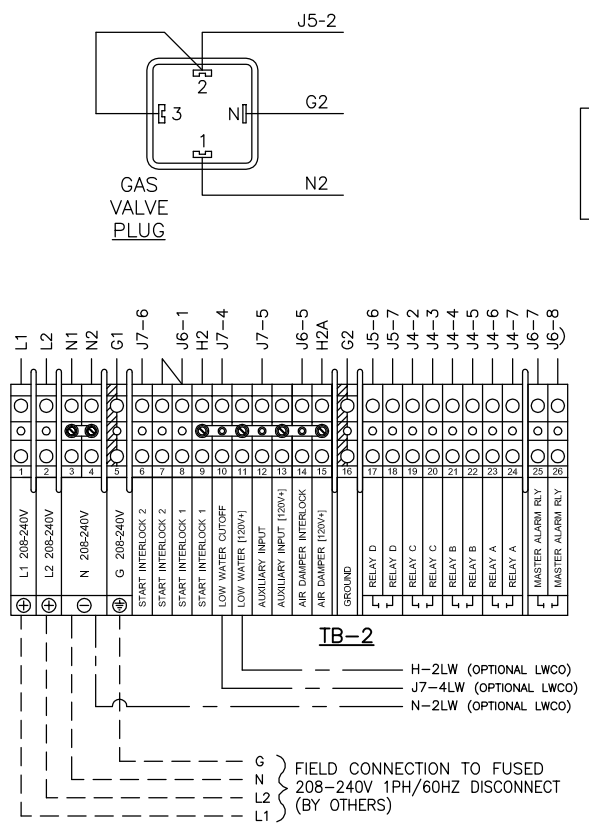 J5-2
2
3
N
G2
1
N2
GAS
VALVE
PLUG
L1 L2 N1 N2 G1 J7-6 J6-1 H2 J7-4 J7-5 J6-5 H2A G2 J5-6 J5-7 J4-2 J4-3 J4-4 J4-5 J4-6 J4-7 J6-7 J6-8
1 2 3 4 5 6 7 8 9 10 11 12 13 14 15 16 17 18 19 20 21 22 23 24 25 26
L1 208-240V
L2 208-240V
N 208-240V
G 208-240V
START INTERLOCK 2
START INTERLOCK 2
START INTERLOCK 1
START INTERLOCK 1
LOW WATER CUTOFF
LOW WATER [120V+]
AUXILIARY INPUT
AUXILIARY INPUT [120V+]
AIR DAMPER INTERLOCK
AIR DAMPER [120V+]
GROUND
RELAY D
RELAY D
RELAY C
RELAY C
RELAY B
RELAY B
RELAY A
RELAY A
MASTER ALARM RLY
MASTER ALARM RLY
TB-2
H-2LW (OPTIONAL LWCO)
J7-4LW (OPTIONAL LWCO)
N-2LW (OPTIONAL LWCO)
G
N
L2
L1
FIELD CONNECTION TO FUSED
208-240V 1PH/60HZ DISCONNECT
(BY OTHERS)